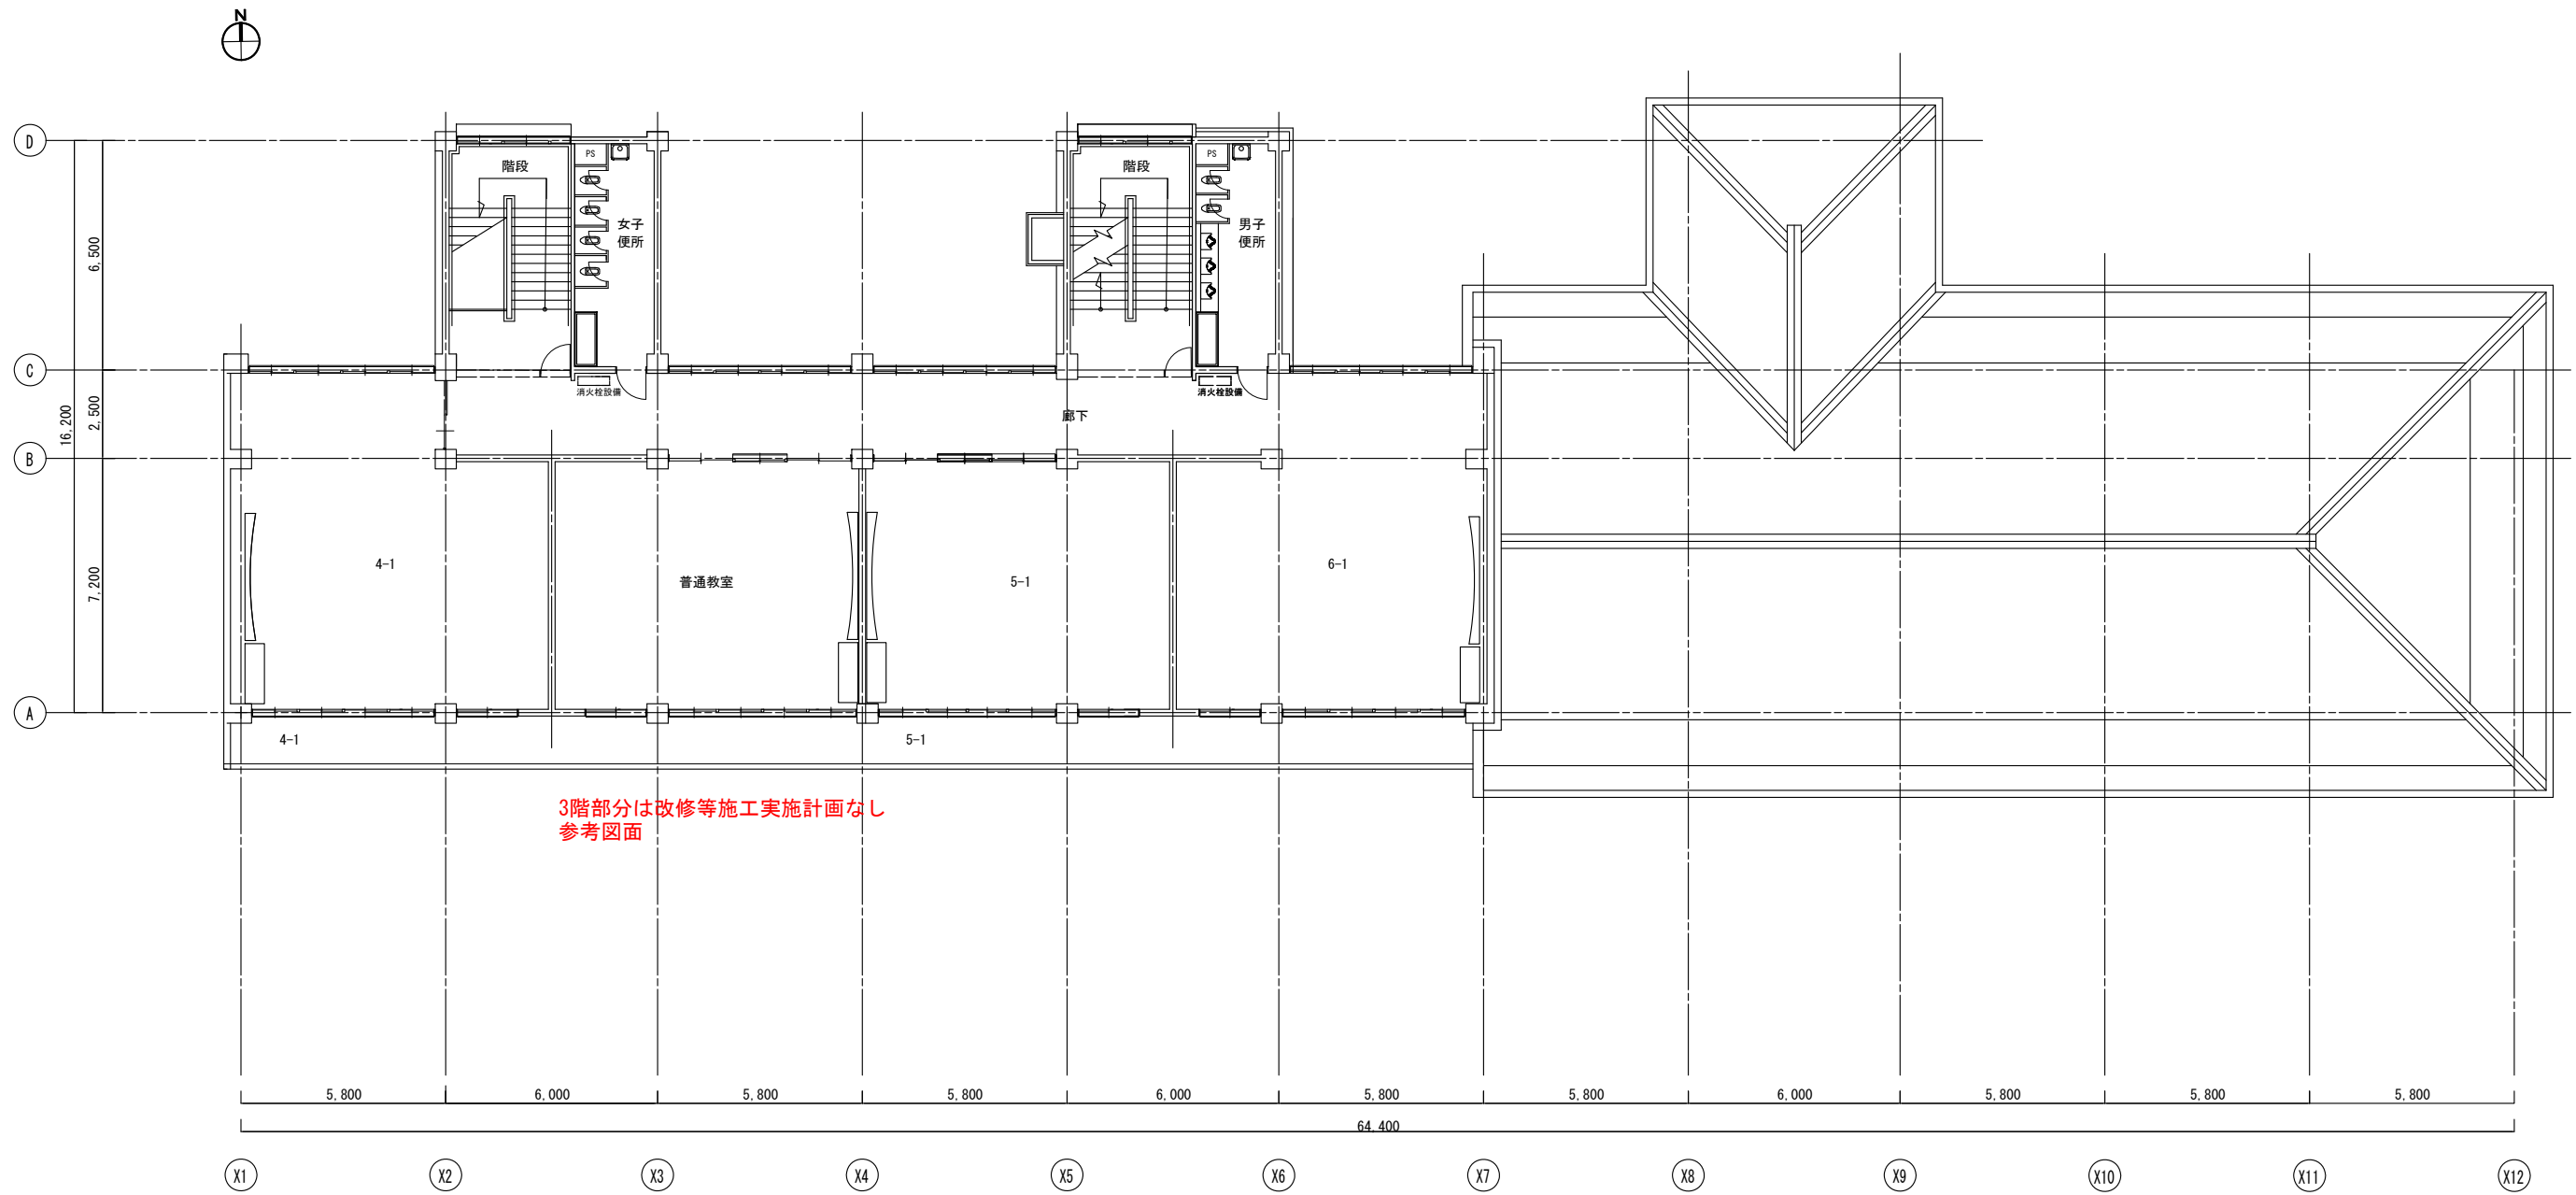 N
D
C
B
A
6,500
2,500
7,200
16,200
階段
PS
女子
便所
消火栓設備
階段
PS
男子
便所
消火栓設備
廊下
4-1
普通教室
5-1
6-1
4-1
5-1
3階部分は改修等施工実施計画なし
参考図面
5,800 6,000 5,800 5,800 6,000 5,800 5,800 6,000 5,800 5,800 5,800
64,400
X1 X2 X3 X4 X5 X6 X7 X8 X9 X10 X11 X12